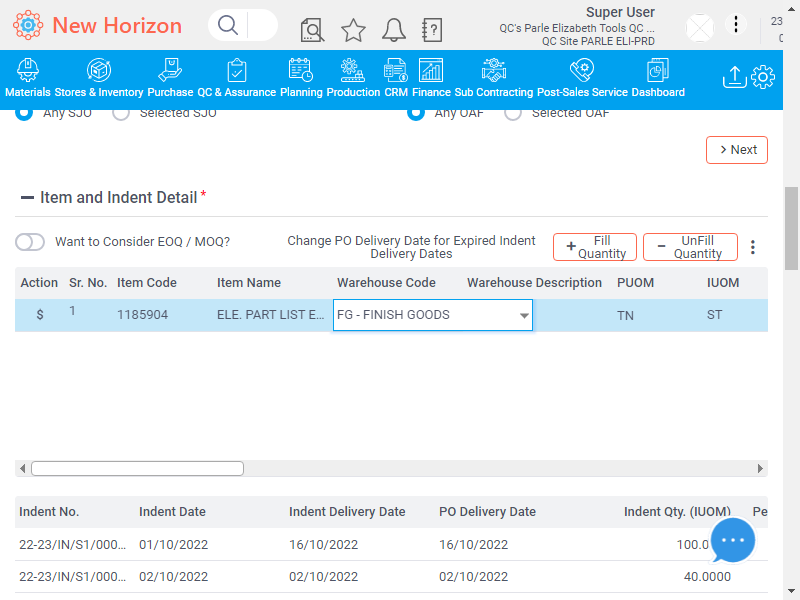 New Horizon
Super User
QC's Parle Elizabeth Tools QC ...
QC Site PARLE ELI-PRD
23
Materials Stores & Inventory Purchase QC & Assurance Planning Production CRM Finance Sub Contracting Post-Sales Service Dashboard
Any SJO Selected SJO Any OAF Selected OAF
> Next
Item and Indent Detail *
Want to Consider EOQ / MOQ?
Change PO Delivery Date for Expired Indent
Delivery Dates
+ Fill
Quantity
− UnFill
Quantity
Action Sr. No. Item Code Item Name Warehouse Code Warehouse Description PUOM IUOM
$ 1 1185904 ELE. PART LIST E... FG - FINISH GOODS TN ST
Indent No. Indent Date Indent Delivery Date PO Delivery Date Indent Qty. (IUOM) Pe
22-23/IN/S1/000... 01/10/2022 16/10/2022 16/10/2022
22-23/IN/S1/000... 02/10/2022 02/10/2022 02/10/2022 40.0000